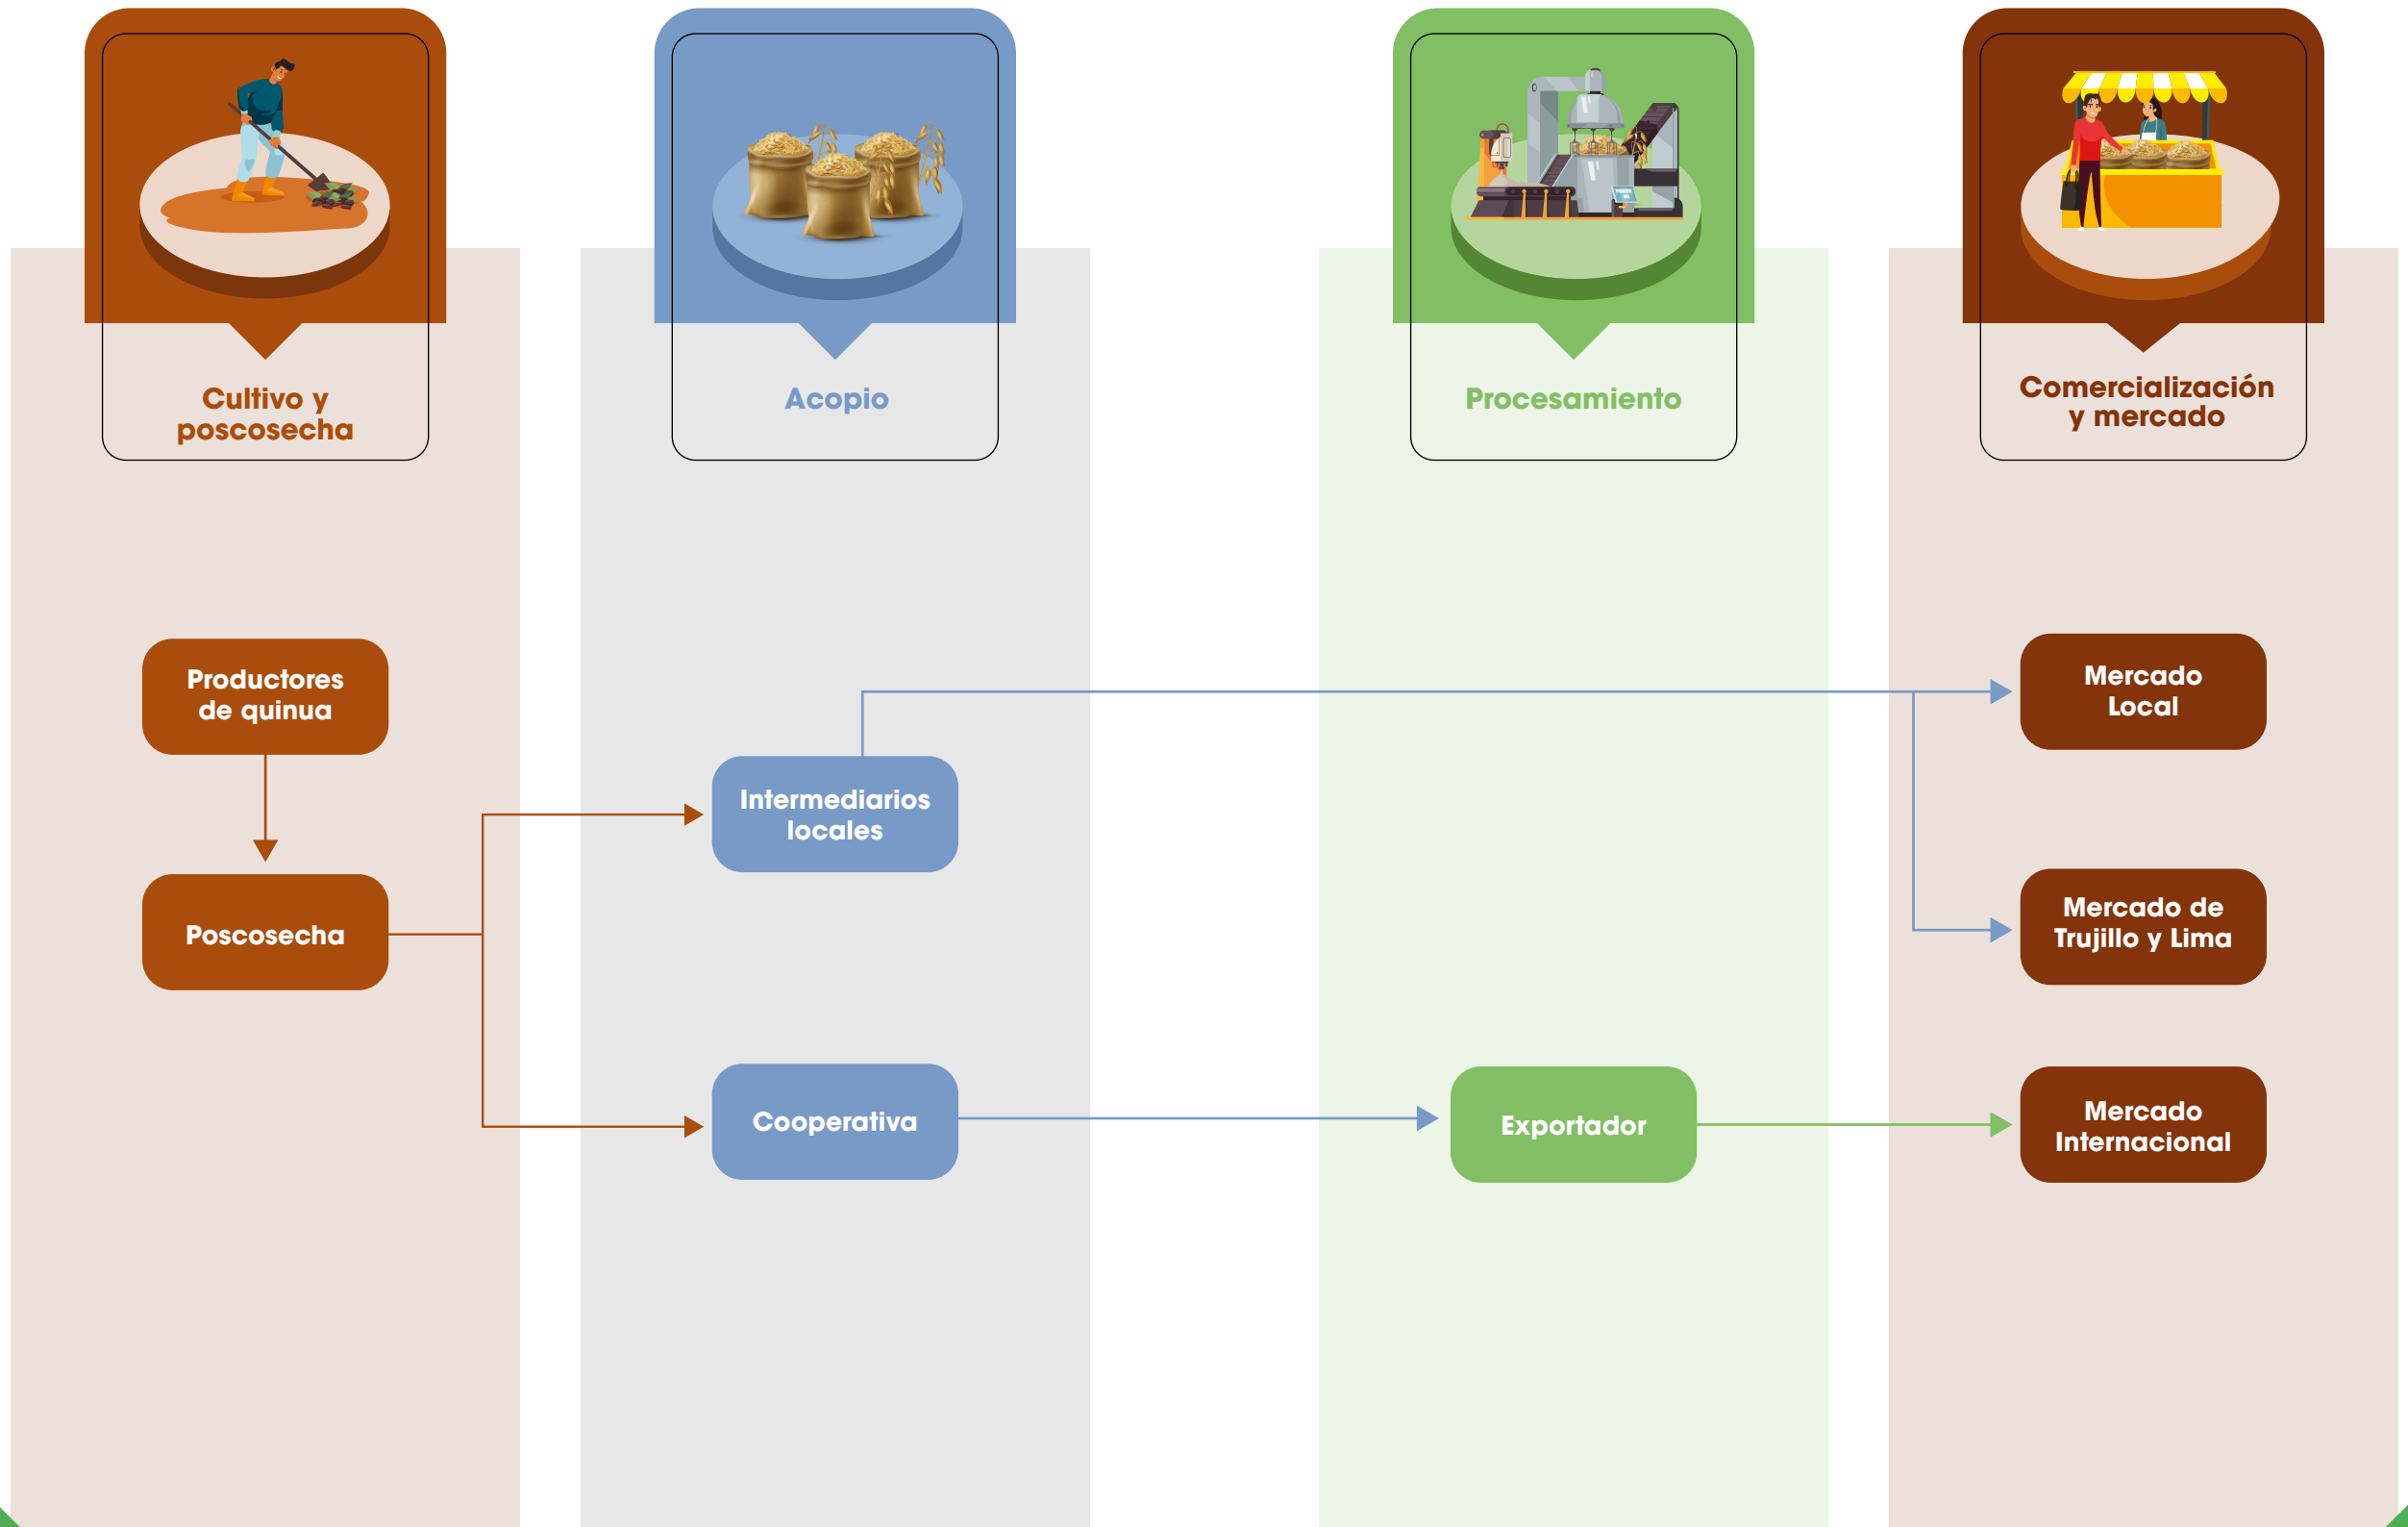 Cultivo y
poscosecha
Acopio
Procesamiento
Comercialización
y mercado
Productores
de quinua
Poscosecha
Intermediarios
locales
Cooperativa
Exportador
Mercado
Local
Mercado de
Trujillo y Lima
Mercado
Internacional